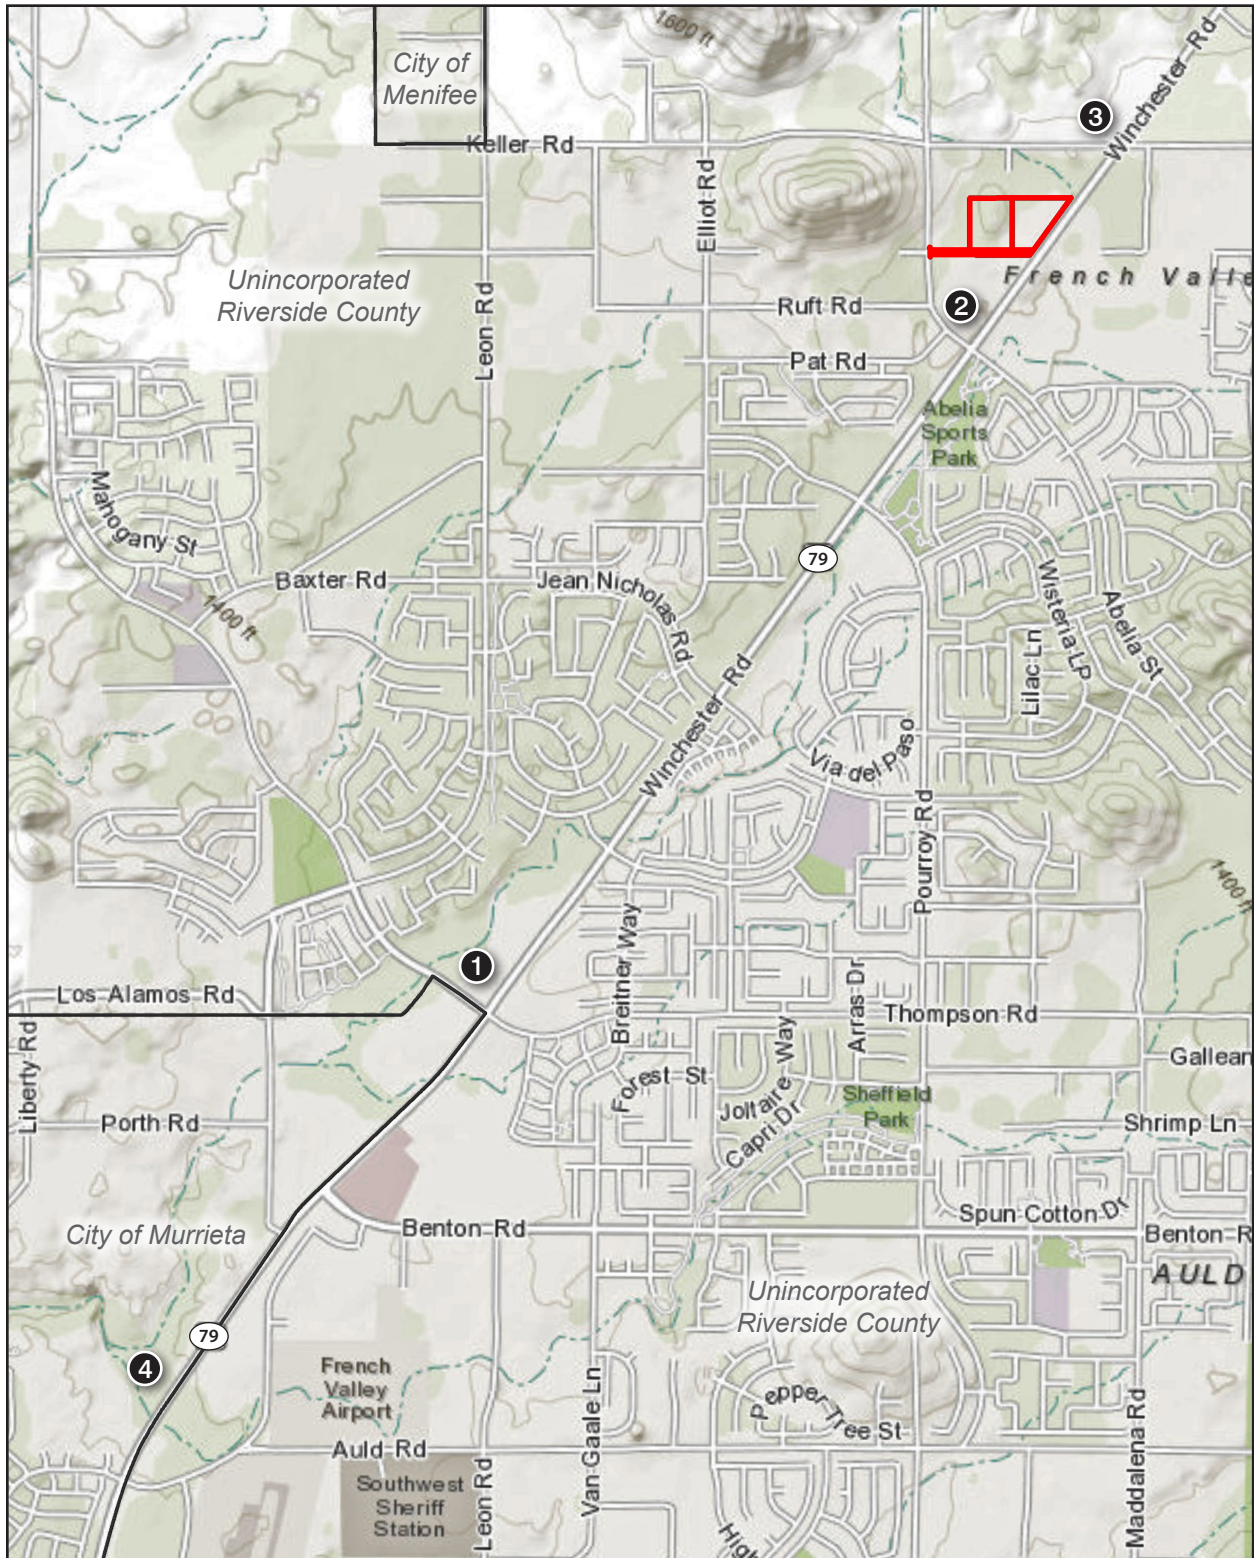 1600 ft
Winchester Rd
City of
Menifee
3
Keller Rd
Elliot Rd
Unincorporated
Riverside County
French Valle
Leon Rd
Ruft Rd
2
Pat Rd
Abelia
Sports
Park
Mahogany St
79
Baxter Rd
Jean Nicholas Rd
1400 ft
Wisteria LP
Abelia St
Lilac Ln
Winchester Rd
Via del Paso
Pourroy Rd
1400 ft
Breitner Way
1
Los Alamos Rd
Arras Dr
Thompson Rd
Liberty Rd
Joltaire Way
Gallean
Forest St
Capri Dr
Sheffield
Park
Porth Rd
Shrimp Ln
City of Murrieta
Benton Rd
Spun Cotton Dr
Benton R
AULD
Unincorporated
Riverside County
79
4
French
Valley
Airport
Van Gaale Ln
Pepper Tree St
Maddalena Rd
Auld Rd
Southwest
Sheriff
Station
Leon Rd
High